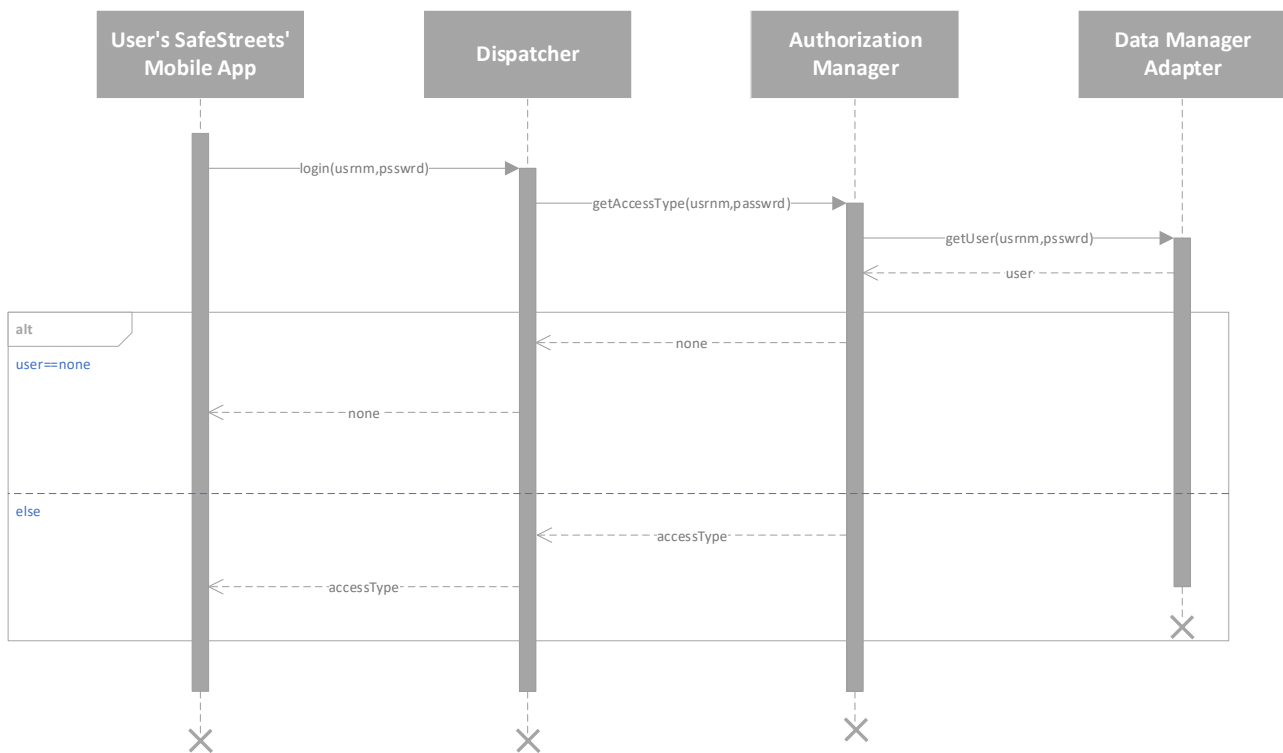 User's SafeStreets'
Mobile App
Dispatcher
Authorization
Manager
Data Manager
Adapter
login(usrnm,psswrd)
getAccessType(usrnm,passwrd)
getUser(usrnm,psswrd)
user
alt
user==none
none
none
else
accessType
accessType